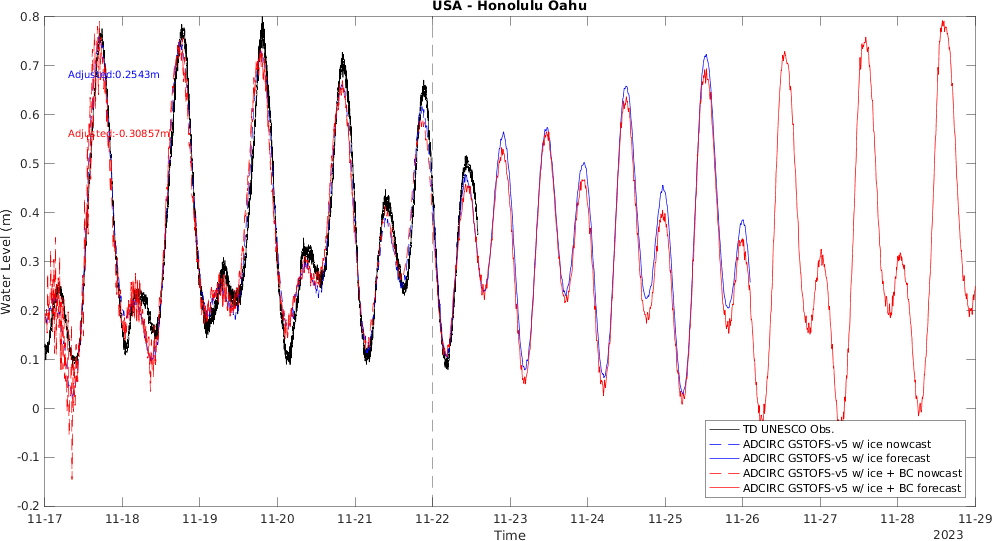 USA - Honolulu Oahu
0.8
0.7
0.6
0.5
0.4
0.3
0.2
0.1
0
-0.1
-0.2
Water Level (m)
Adjusted:0.2543m
Adjusted:-0.30857m
TD UNESCO Obs.
ADCIRC GSTOFS-v5 w/ ice nowcast
ADCIRC GSTOFS-v5 w/ ice forecast
ADCIRC GSTOFS-v5 w/ ice + BC nowcast
ADCIRC GSTOFS-v5 w/ ice + BC forecast
11-17 11-18 11-19 11-20 11-21 11-22 11-23 11-24 11-25 11-26 11-27 11-28 11-29
Time
2023